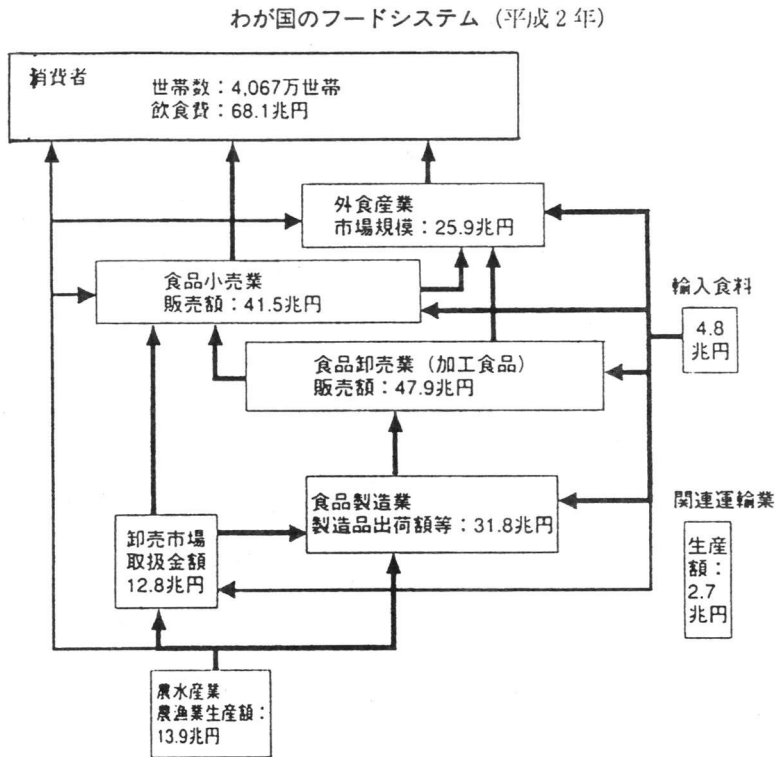 わが国のフードシステム (平成2年)
消費者
世帯数：4,067万世帯
飲食費：68.1兆円
外食産業
市場規模：25.9兆円
食品小売業
販売額：41.5兆円
輸入食料
4.8
兆円
食品卸売業（加工食品）
販売額：47.9兆円
食品製造業
製造品出荷額等：31.8兆円
関連運輸業
生産
額：
2.7
兆円
卸売市場
取扱金額
12.8兆円
農水産業
農漁業生産額：
13.9兆円